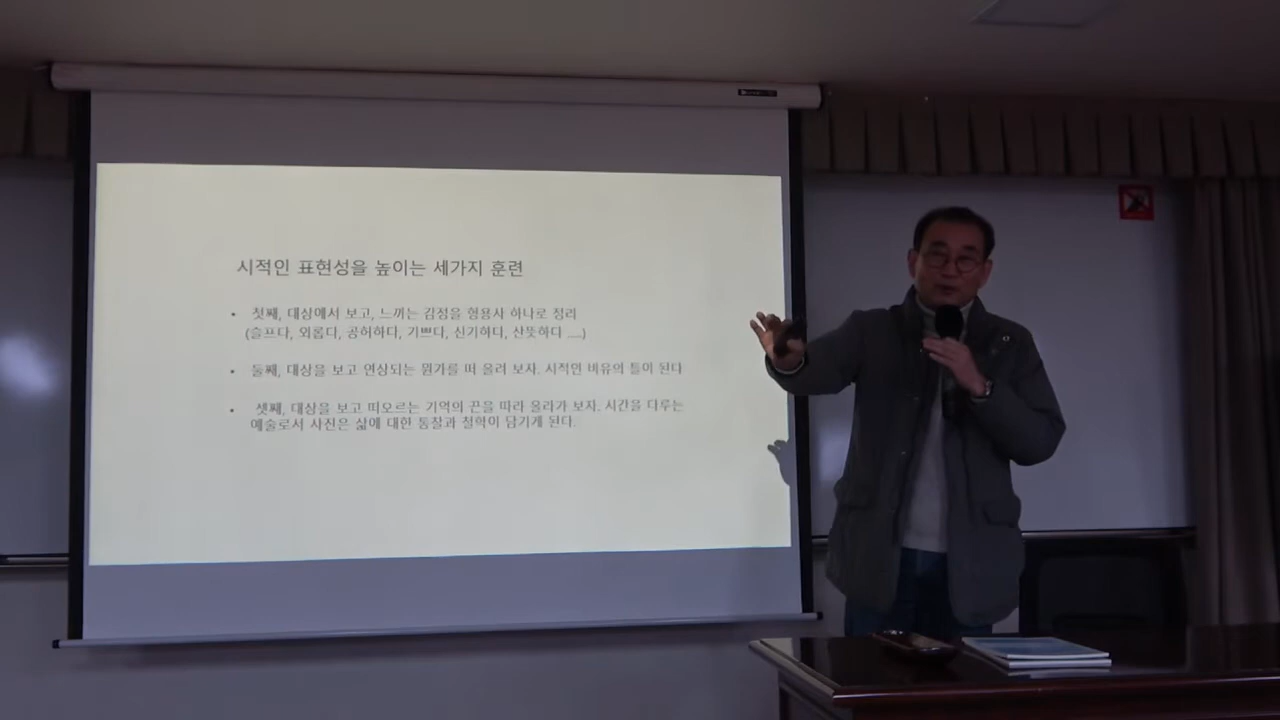 시적인 표현성을 높이는 세가지 훈련
• 첫째, 대상에서 보고, 느끼는 감정을 형용사 하나로 정리
(슬프다, 외롭다, 공허하다, 기쁘다, 신기하다, 산뜻하다 ....)
• 둘째, 대상을 보고 연상되는 뭔가를 떠 올려 보자. 시적인 비유의 틀이 된다
• 셋째, 대상을 보고 떠오르는 기억의 끈을 따라 올라가 보자. 시간을 다루는
예술로서 사진은 삶에 대한 통찰과 철학이 담기게 된다.